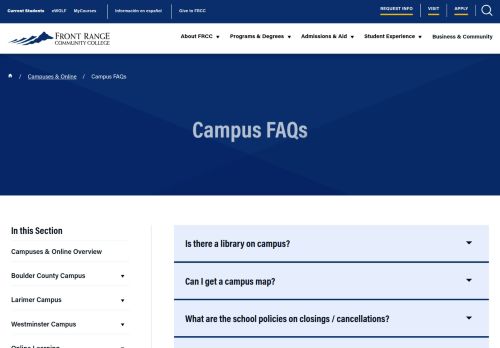 Current Students eWOLF MyCourses Información en español Give to FRCC REQUEST INFO VISIT APPLY
FRONT RANGE
COMMUNITY COLLEGE
About FRCC Programs & Degrees Admissions & Aid Student Experience Business & Community
/ Campuses & Online / Campus FAQs
Campus FAQs
In this Section
Campuses & Online Overview
Boulder County Campus
Larimer Campus
Westminster Campus
Online Learning
Is there a library on campus?
Can I get a campus map?
What are the school policies on closings / cancellations?